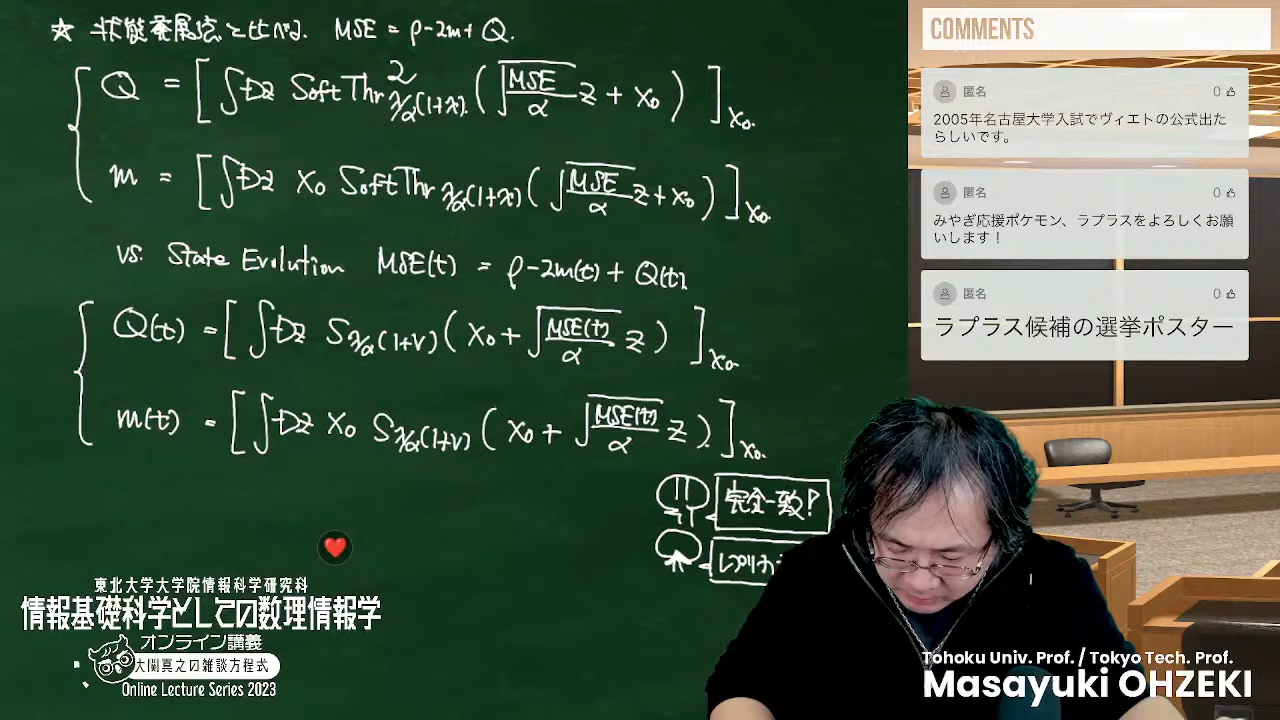 ☆ 状態発展法と比べる. MSE = ρ-2m+Q.
Q = [∫Dz SoftThr²_{λ/α(1+χ)} (√(MSE/α) z + x₀)]_{x₀}.
m = [∫Dz x₀ SoftThr_{λ/α(1+χ)} (√(MSE/α) z + x₀)]_{x₀}.
vs. State Evolution MSE(t) = ρ-2m(t)+Q(t).
Q(t) = [∫Dz S_{λ/α(1+V)} (x₀ + √(MSE(t)/α) z)]_{x₀}.
m(t) = [∫Dz x₀ S_{λ/α(1+V)} (x₀ + √(MSE(t)/α) z)]_{x₀}.
完全一致!
レプリカ
東北大学大学院情報科学研究科
情報基礎科学としての数理情報学
オンライン講義
大関真之の雑談方程式
Online Lecture Series 2023
COMMENTS
匿名 0
2005年名古屋大学入試でヴィエトの公式出た
らしいです。
匿名 0
みやぎ応援ポケモン、ラプラスをよろしくお願
いします！
匿名 0
ラプラス候補の選挙ポスター
Tohoku Univ. Prof. / Tokyo Tech. Prof.
Masayuki OHZEKI